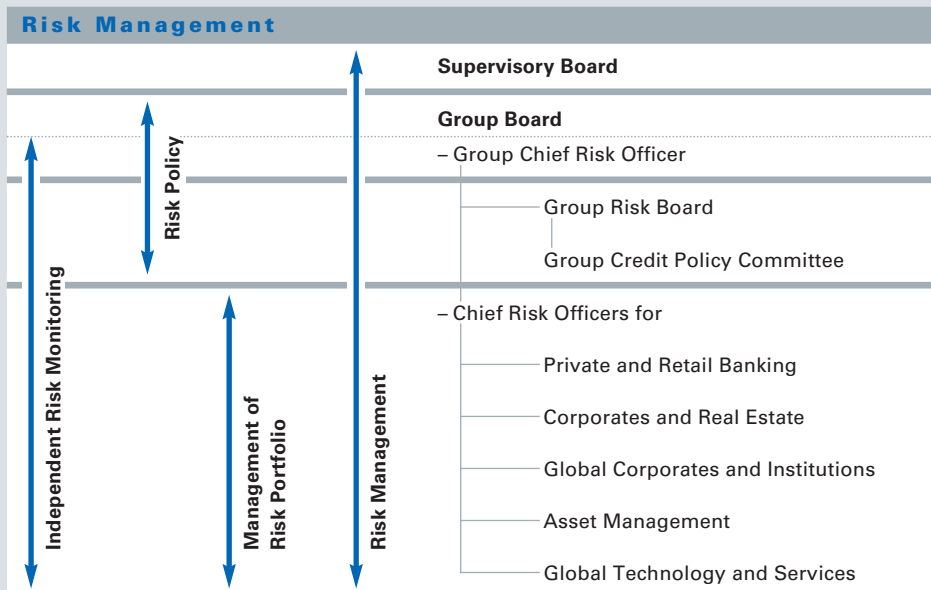 Risk Management
Supervisory Board
Group Board
– Group Chief Risk Officer
Group Risk Board
Group Credit Policy Committee
– Chief Risk Officers for
Private and Retail Banking
Corporates and Real Estate
Global Corporates and Institutions
Asset Management
Global Technology and Services
Independent Risk Monitoring
Risk Policy
Management of
Risk Portfolio
Risk Management